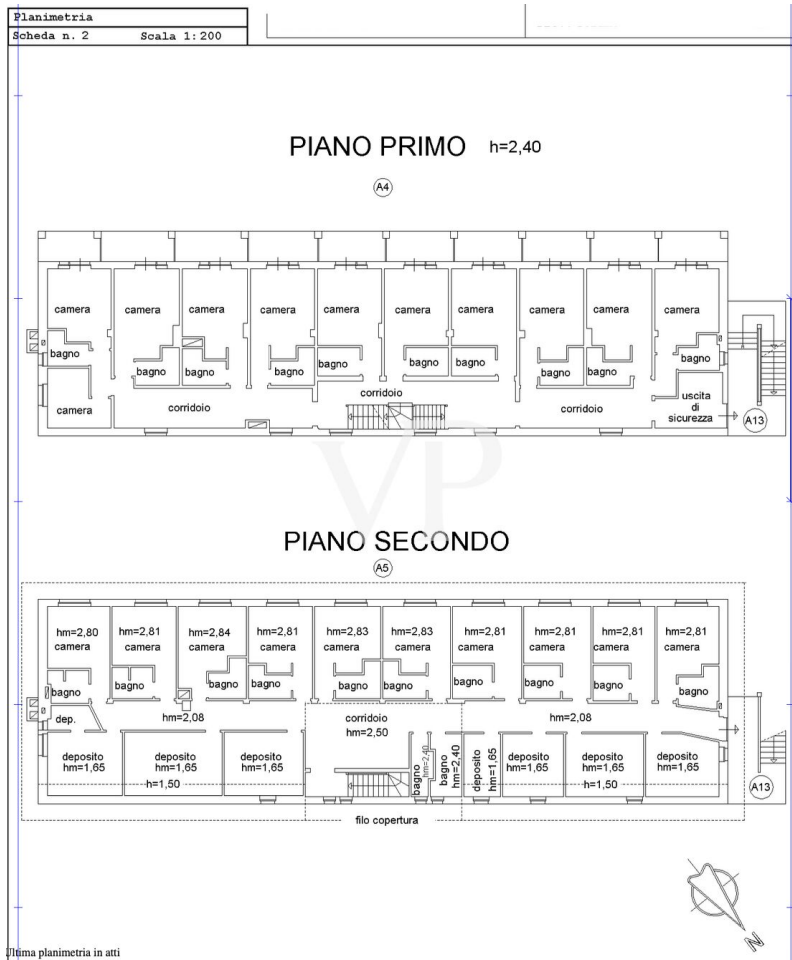 Planimetria
Scheda n. 2 Scala 1:200
PIANO PRIMO h=2,40
A4
camera camera camera camera camera camera camera camera camera camera
bagno bagno bagno bagno bagno bagno bagno bagno bagno bagno
camera corridoio corridoio corridoio uscita
di
sicurezza
A13
VP
PIANO SECONDO
A5
hm=2,80 hm=2,81 hm=2,84 hm=2,81 hm=2,83 hm=2,83 hm=2,81 hm=2,81 hm=2,81 hm=2,81
camera camera camera camera camera camera camera camera camera camera
bagno bagno bagno bagno bagno bagno bagno bagno bagno bagno
dep. hm=2,08 corridoio hm=2,08
hm=2,50
deposito deposito deposito bagno bagno deposito deposito deposito deposito
hm=1,65 hm=1,65 hm=1,65 hm=2,40 hm=2,40 hm=1,65 hm=1,65 hm=1,65 hm=1,65
h=1,50 h=1,50
A13
filo copertura
N
Ultima planimetria in atti